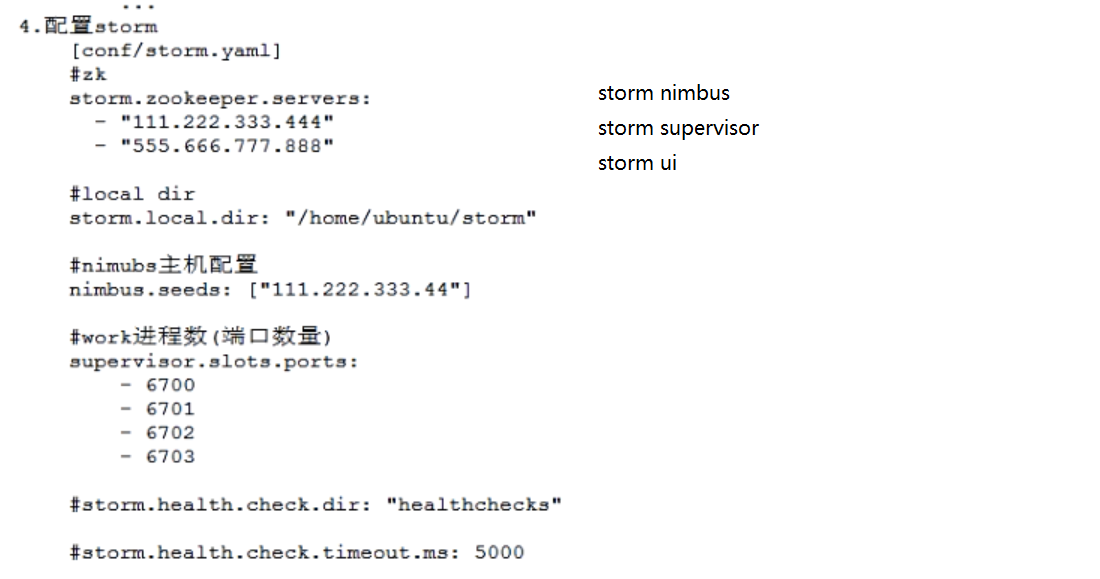 ...
4.配置storm
[conf/storm.yaml]
#zk
storm.zookeeper.servers:
- "111.222.333.444"
- "555.666.777.888"
#local dir
storm.local.dir: "/home/ubuntu/storm"
#nimubs主机配置
nimbus.seeds: ["111.222.333.44"]
#work进程数(端口数量)
supervisor.slots.ports:
- 6700
- 6701
- 6702
- 6703
#storm.health.check.dir: "healthchecks"
#storm.health.check.timeout.ms: 5000
storm nimbus
storm supervisor
storm ui